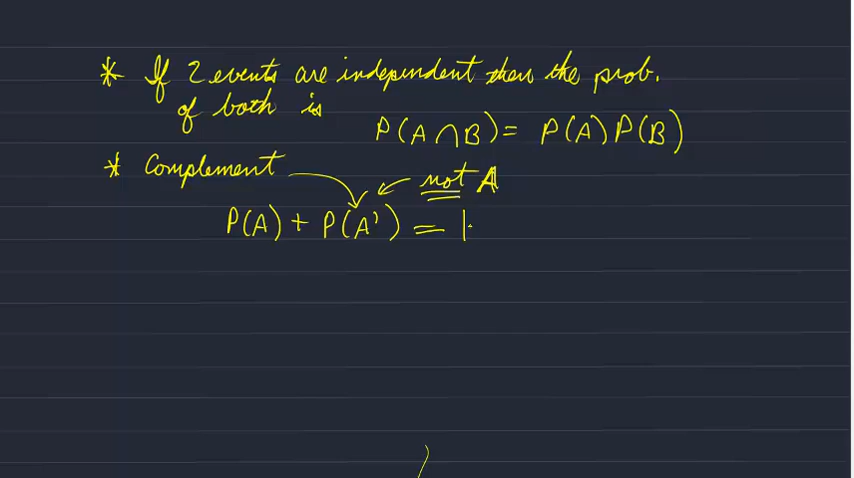 * If 2 events are independent then the prob.
of both is
P(A ∩ B) = P(A) P(B)
* Complement
not A
P(A) + P(A') = 1.